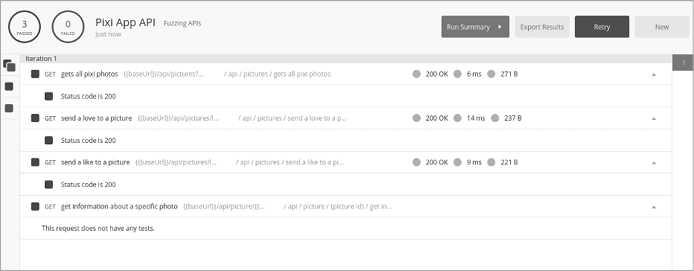 3
PASSED
0
FAILED
Pixi App API Fuzzing APIs
just now
Run Summary
Export Results
Retry
New
Iteration 1
1
GET gets all pixi photos {{baseUrl}}/api/pictures?... / api / pictures / gets all pixi photos 200 OK 6 ms 271 B
Status code is 200
GET send a love to a picture {{baseUrl}}/api/pictures/l... / api / pictures / send a love to a p... 200 OK 14 ms 237 B
Status code is 200
GET send a like to a picture {{baseUrl}}/api/pictures/l... / api / pictures / send a like to a pi... 200 OK 9 ms 221 B
Status code is 200
GET get information about a specific photo {{baseUrl}}/api/picture/{{... / api / picture / {picture id} / get in...
This request does not have any tests.